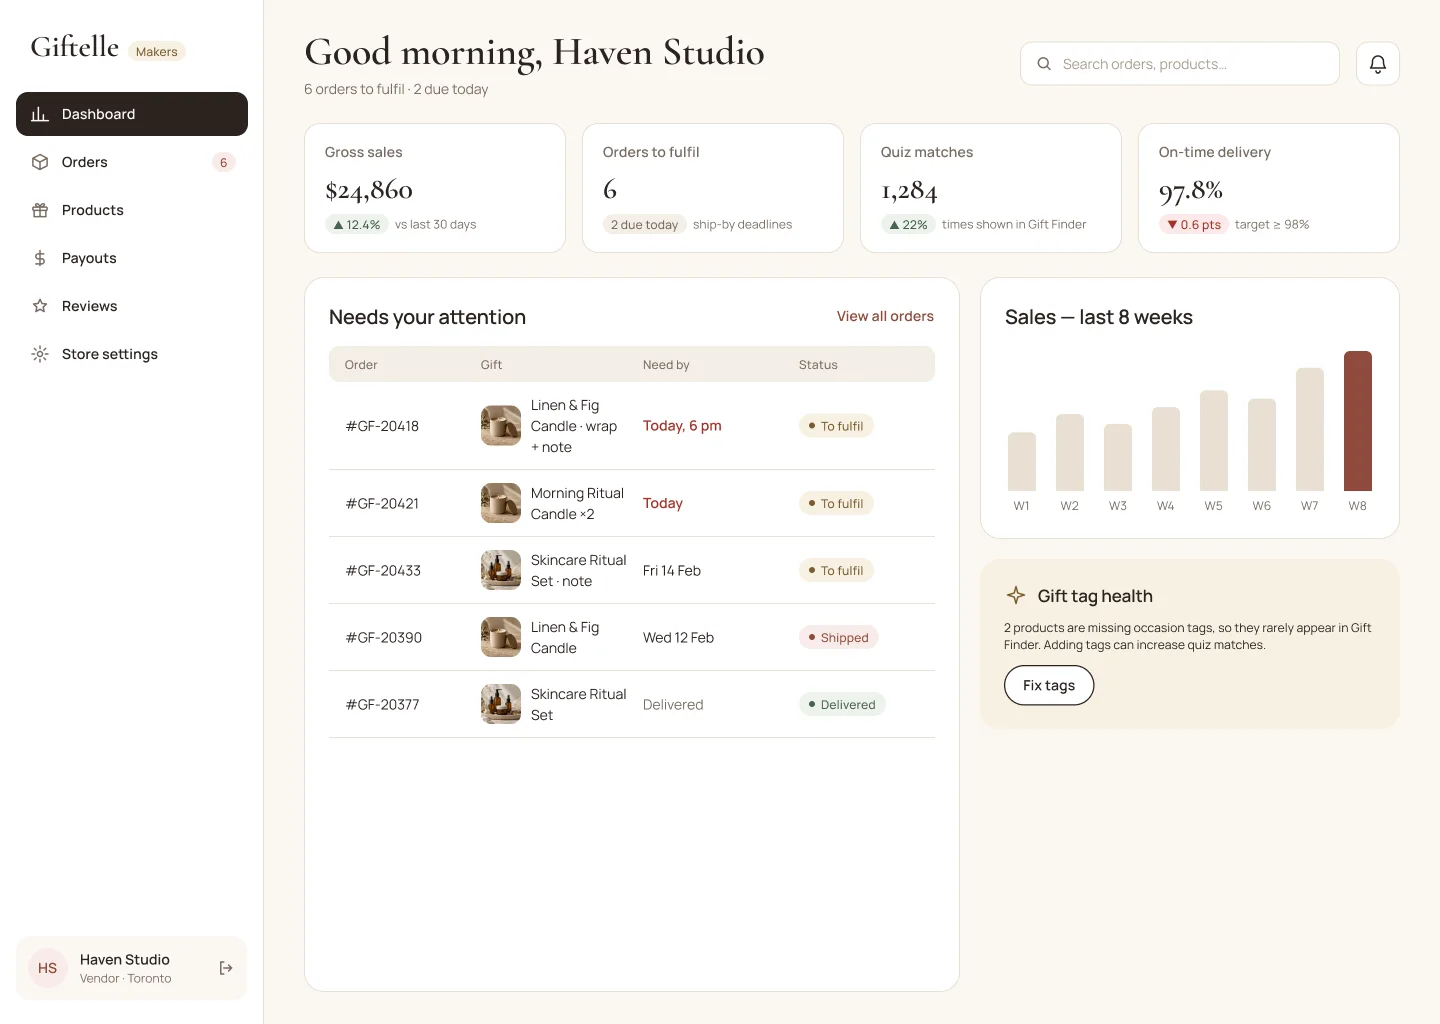 Giftelle Makers
Dashboard
Orders 6
Products
Payouts
Reviews
Store settings
HS
Haven Studio
Vendor · Toronto
Good morning, Haven Studio
6 orders to fulfil · 2 due today
Search orders, products…
Gross sales
$24,860
▲ 12.4% vs last 30 days
Orders to fulfil
6
2 due today ship-by deadlines
Quiz matches
1,284
▲ 22% times shown in Gift Finder
On-time delivery
97.8%
▼ 0.6 pts target ≥ 98%
Needs your attention
View all orders
Order Gift Need by Status
#GF-20418
Linen & Fig
Candle · wrap
+ note
Today, 6 pm
To fulfil
#GF-20421
Morning Ritual
Candle ×2
Today
To fulfil
#GF-20433
Skincare Ritual
Set · note
Fri 14 Feb
To fulfil
#GF-20390
Linen & Fig
Candle
Wed 12 Feb
Shipped
#GF-20377
Skincare Ritual
Set
Delivered
Delivered
Sales — last 8 weeks
W1 W2 W3 W4 W5 W6 W7 W8
Gift tag health
2 products are missing occasion tags, so they rarely appear in Gift
Finder. Adding tags can increase quiz matches.
Fix tags